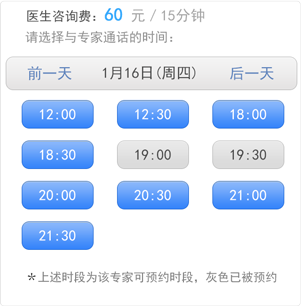 医生咨询费：60 元 / 15分钟
请选择与专家通话的时间：
前一天 1月16日(周四) 后一天
12:00 12:30 18:00
18:30 19:00 19:30
20:00 20:30 21:00
21:30
＊上述时段为该专家可预约时段，灰色已被预约